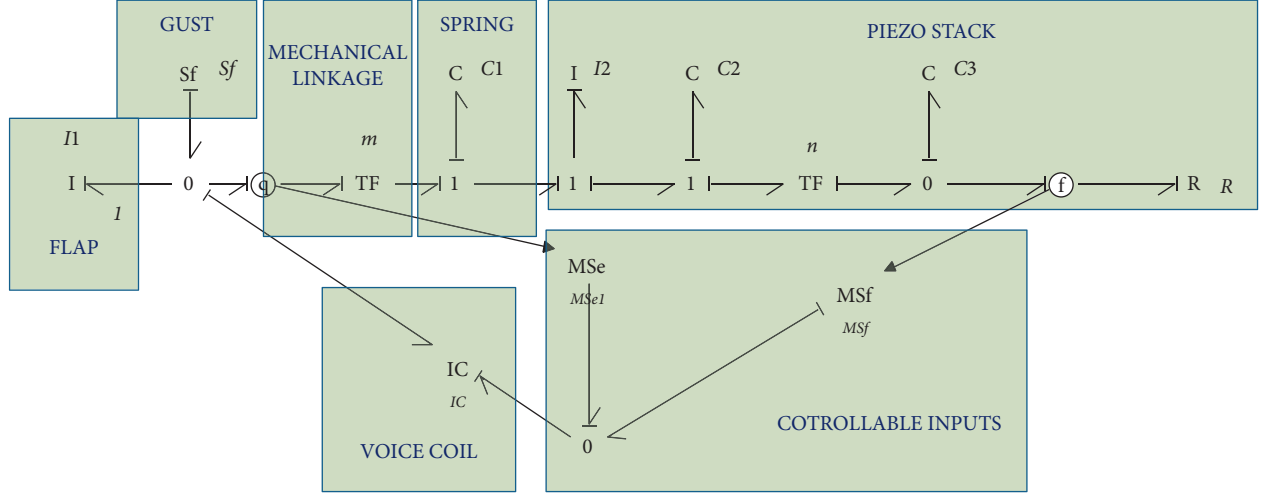 GUST
Sf Sf
MECHANICAL
LINKAGE
SPRING
C C1
PIEZO STACK
I I2
C C2
C C3
I1
I
1
FLAP
0
q
m
TF
1
1
1
n
TF
0
f
R R
MSe
MSe1
MSf
MSf
IC
IC
VOICE COIL
0
COTROLLABLE INPUTS